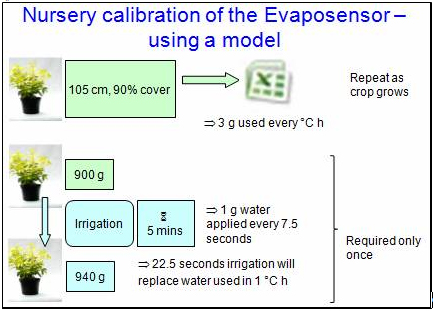 Nursery calibration of the Evaposensor –
using a model
105 cm, 90% cover
Repeat as
crop grows
⇒ 3 g used every °C h
900 g
Irrigation
5 mins
⇒ 1 g water
applied every 7.5
seconds
Required only
once
940 g
⇒ 22.5 seconds irrigation will
replace water used in 1 °C h